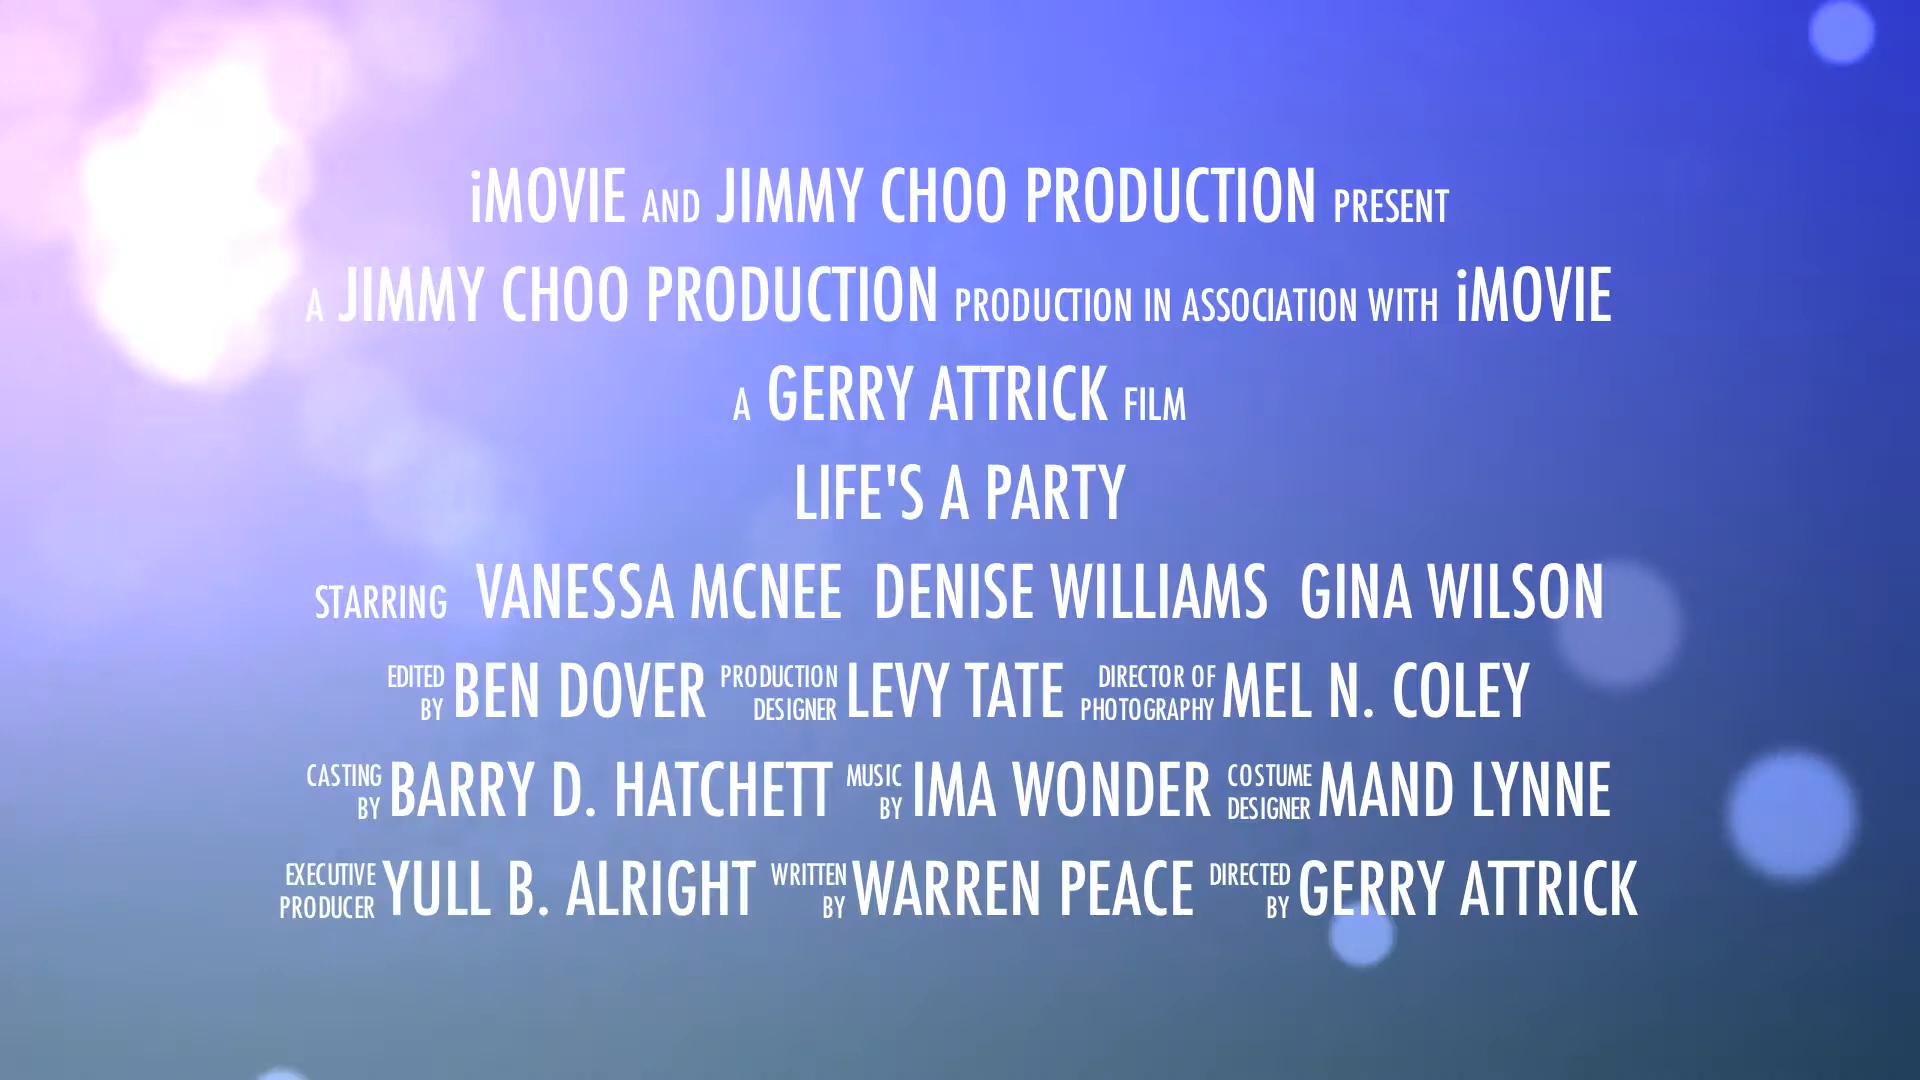 iMOVIE AND JIMMY CHOO PRODUCTION PRESENT
A JIMMY CHOO PRODUCTION PRODUCTION IN ASSOCIATION WITH iMOVIE
A GERRY ATTRICK FILM
LIFE'S A PARTY
STARRING VANESSA MCNEE DENISE WILLIAMS GINA WILSON
EDITED BY BEN DOVER PRODUCTION DESIGNER LEVY TATE DIRECTOR OF PHOTOGRAPHY MEL N. COLEY
CASTING BY BARRY D. HATCHETT MUSIC BY IMA WONDER COSTUME DESIGNER MAND LYNNE
EXECUTIVE PRODUCER YULL B. ALRIGHT WRITTEN BY WARREN PEACE DIRECTED BY GERRY ATTRICK